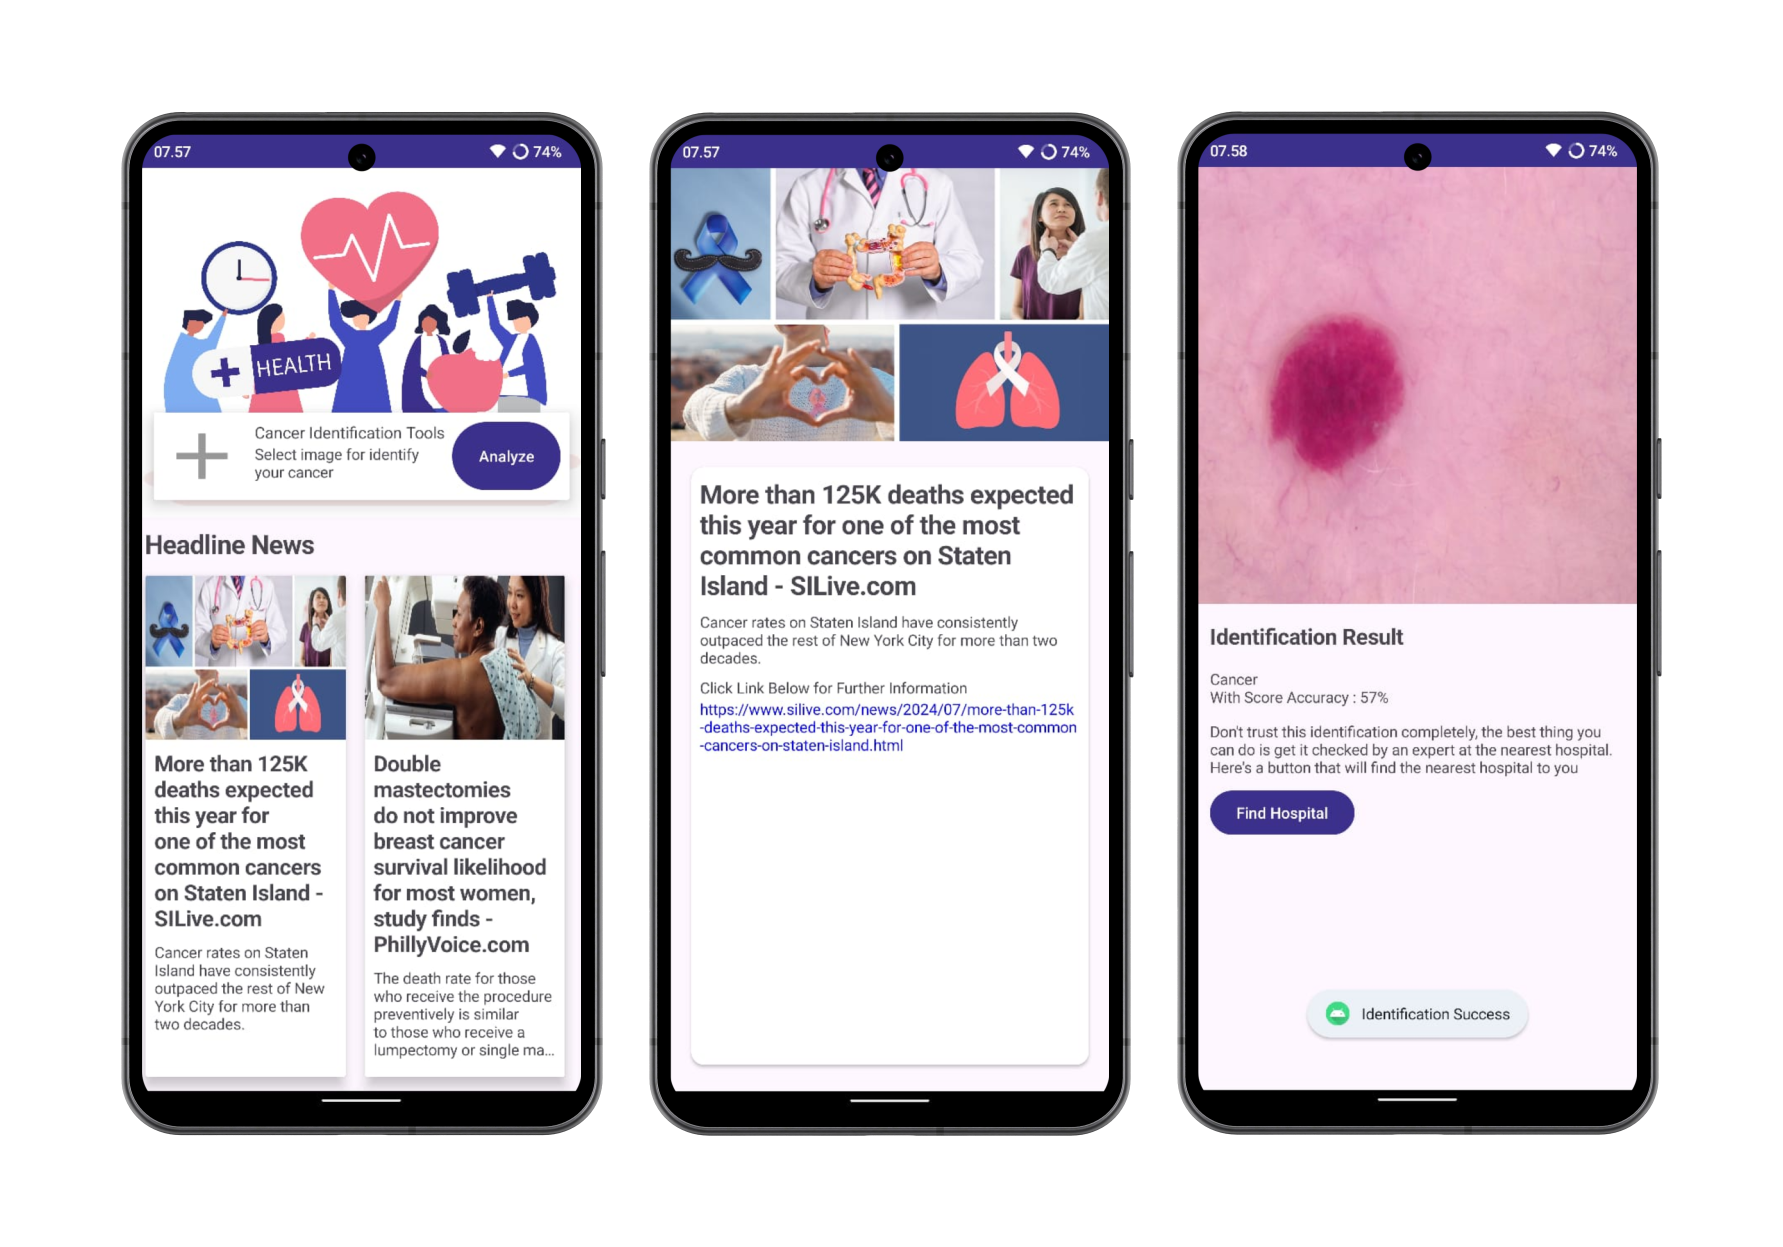 07.57
74%
HEALTH
Cancer Identification Tools
Select image for identify
your cancer
Analyze
Headline News
More than 125K
deaths expected
this year for
one of the most
common cancers
on Staten Island -
SILive.com
Cancer rates on Staten
Island have consistently
outpaced the rest of New
York City for more than
two decades.
Double
mastectomies
do not improve
breast cancer
survival likelihood
for most women,
study finds -
PhillyVoice.com
The death rate for those
who receive the procedure
preventively is similar
to those who receive a
lumpectomy or single ma...
07.57
74%
More than 125K deaths expected
this year for one of the most
common cancers on Staten
Island - SILive.com
Cancer rates on Staten Island have consistently
outpaced the rest of New York City for more than two
decades.
Click Link Below for Further Information
https://www.silive.com/news/2024/07/more-than-125k
-deaths-expected-this-year-for-one-of-the-most-common
-cancers-on-staten-island.html
07.58
74%
Identification Result
Cancer
With Score Accuracy : 57%
Don't trust this identification completely, the best thing you
can do is get it checked by an expert at the nearest hospital.
Here's a button that will find the nearest hospital to you
Find Hospital
Identification Success